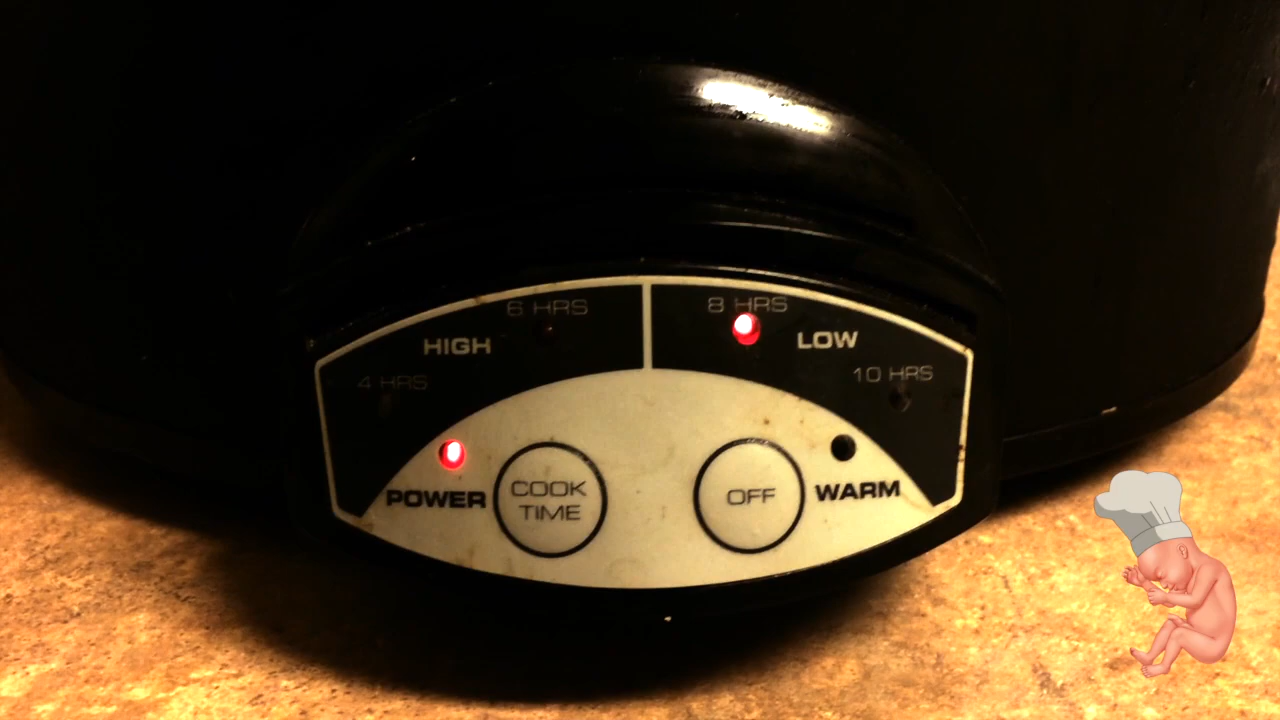 6 HRS
8 HRS
HIGH
LOW
4 HRS
10 HRS
POWER
COOK
TIME
OFF
WARM